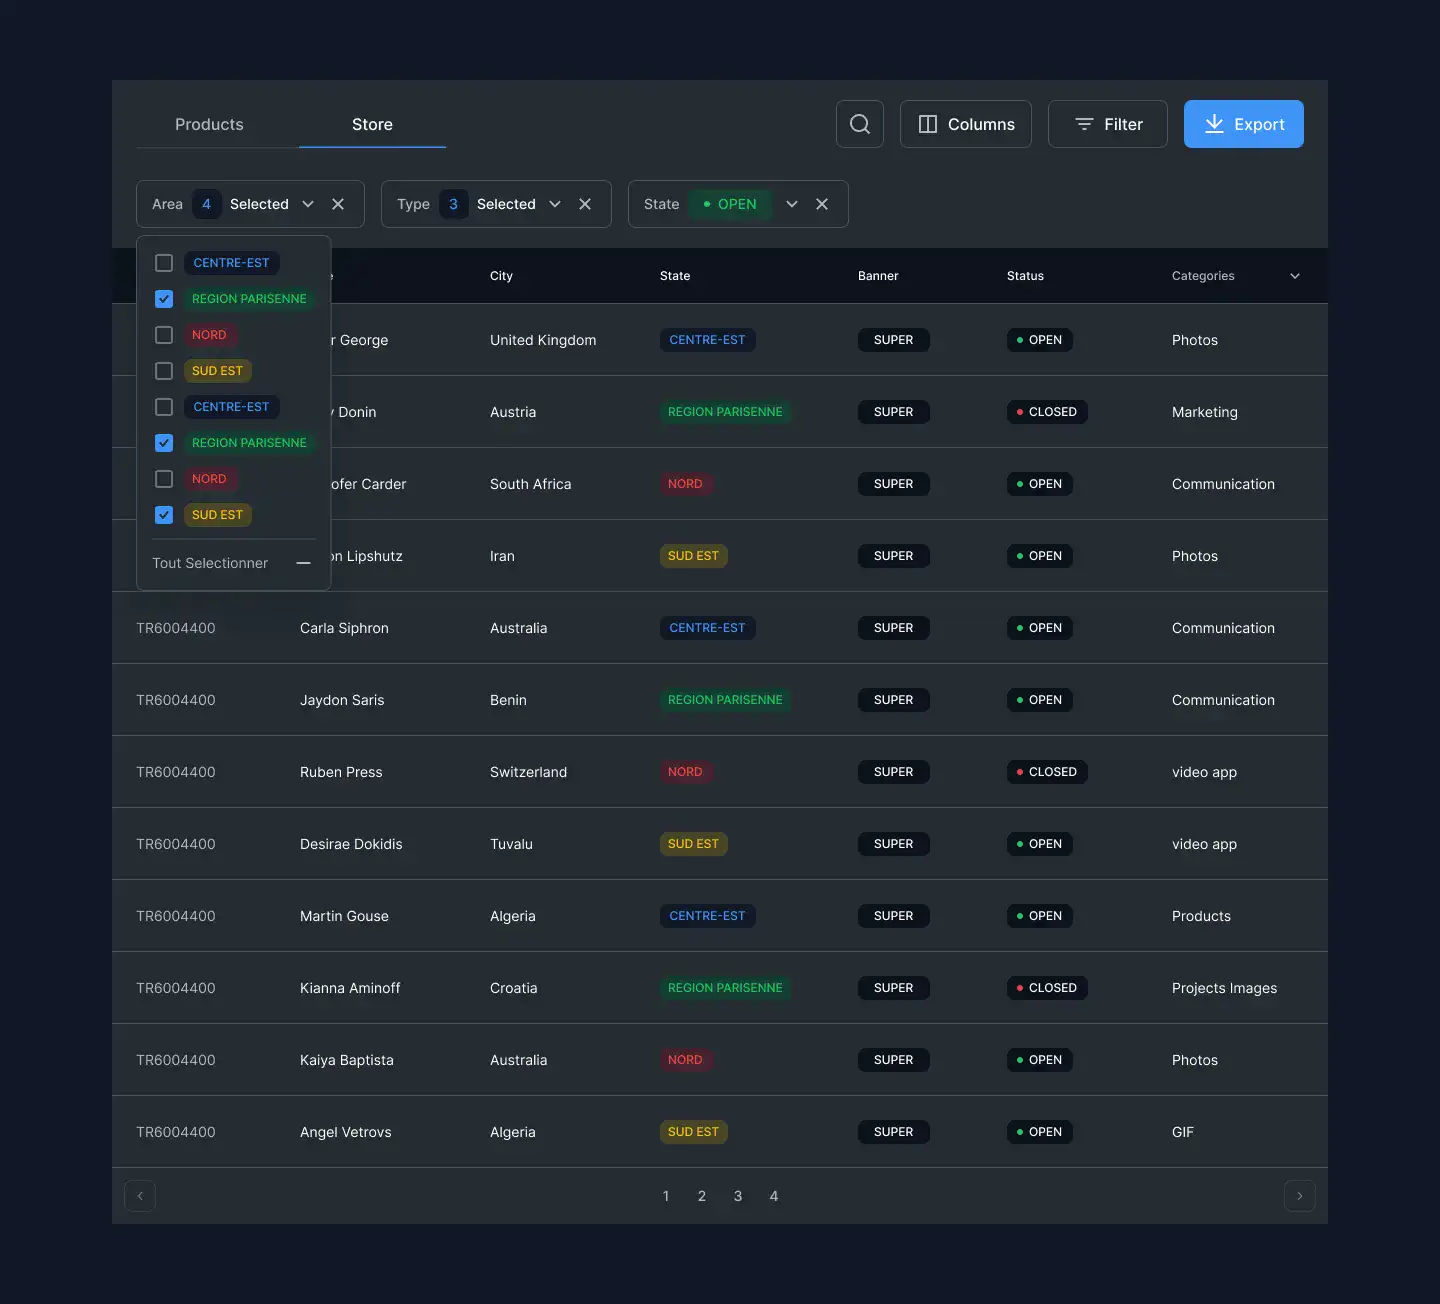 Products Store Columns Filter Export
Area 4 Selected Type 3 Selected State OPEN
CENTRE-EST
REGION PARISENNE
NORD
SUD EST
CENTRE-EST
REGION PARISENNE
NORD
SUD EST
Tout Selectionner
City State Banner Status Categories
George United Kingdom CENTRE-EST SUPER OPEN Photos
Donin Austria REGION PARISENNE SUPER CLOSED Marketing
Carder South Africa NORD SUPER OPEN Communication
Lipshutz Iran SUD EST SUPER OPEN Photos
TR6004400 Carla Siphron Australia CENTRE-EST SUPER OPEN Communication
TR6004400 Jaydon Saris Benin REGION PARISENNE SUPER OPEN Communication
TR6004400 Ruben Press Switzerland NORD SUPER CLOSED video app
TR6004400 Desirae Dokidis Tuvalu SUD EST SUPER OPEN video app
TR6004400 Martin Gouse Algeria CENTRE-EST SUPER OPEN Products
TR6004400 Kianna Aminoff Croatia REGION PARISENNE SUPER CLOSED Projects Images
TR6004400 Kaiya Baptista Australia NORD SUPER OPEN Photos
TR6004400 Angel Vetrovs Algeria SUD EST SUPER OPEN GIF
1 2 3 4